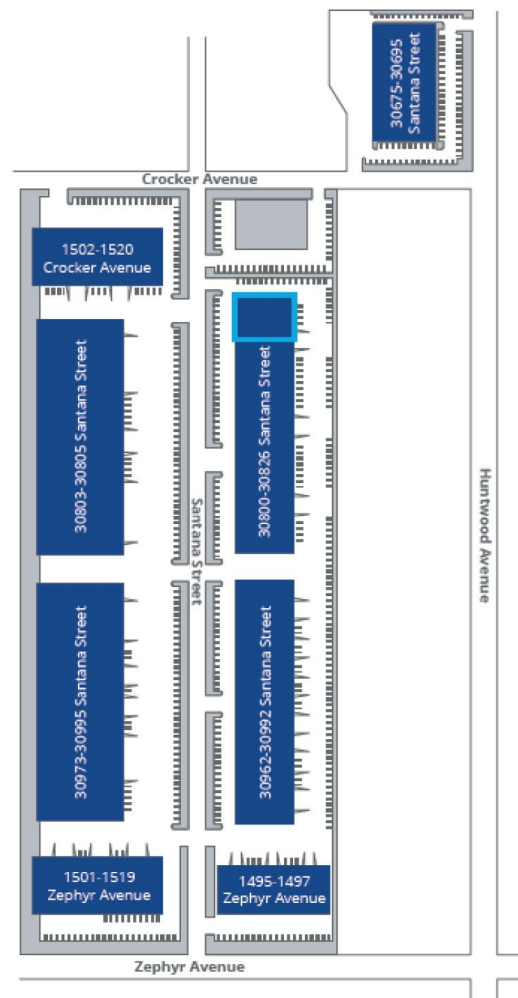 30675-30695
Santana Street
Crocker Avenue
1502-1520
Crocker Avenue
30803-30805 Santana Street
30800-30826 Santana Street
Santana Street
Huntwood Avenue
30973-30995 Santana Street
30962-30992 Santana Street
1501-1519
Zephyr Avenue
1495-1497
Zephyr Avenue
Zephyr Avenue